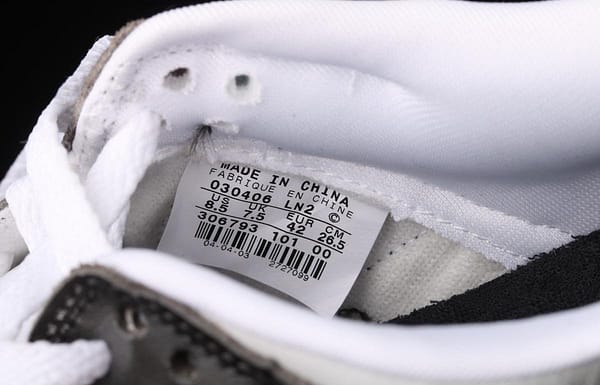 MADE IN CHINA
FABRIQUE EN CHINE
030406 LN2 ©
US UK EUR CM
8.5 7.5 42 26.5
306793 101 00
04-04-03 2727099